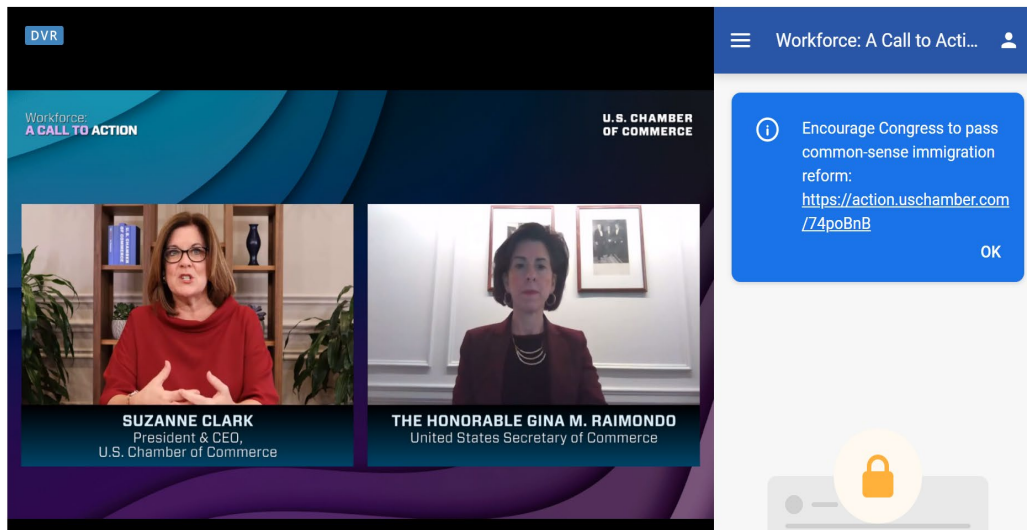 DVR
Workforce:
A CALL TO ACTION
U.S. CHAMBER
OF COMMERCE
SUZANNE CLARK
President & CEO,
U.S. Chamber of Commerce
THE HONORABLE GINA M. RAIMONDO
United States Secretary of Commerce
Workforce: A Call to Acti...
Encourage Congress to pass
common-sense immigration
reform:
https://action.uschamber.com
/74poBnB
OK